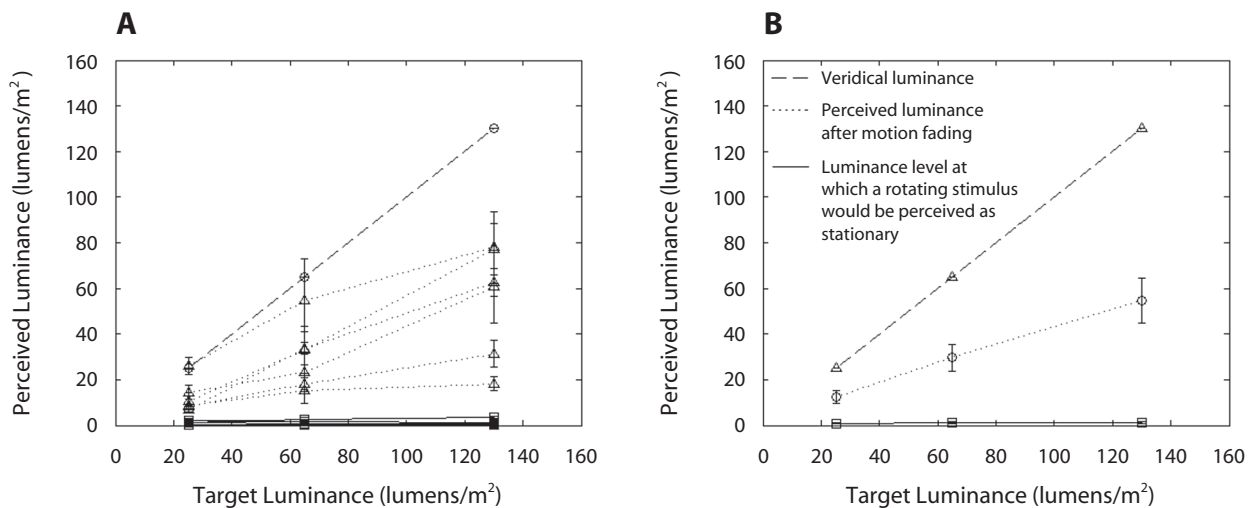 A
160
140
120
100
80
60
40
20
0
0 20 40 60 80 100 120 140 160
Perceived Luminance (lumens/m²)
Target Luminance (lumens/m²)
B
160
140
120
100
80
60
40
20
0
0 20 40 60 80 100 120 140 160
Perceived Luminance (lumens/m²)
Target Luminance (lumens/m²)
Veridical luminance
Perceived luminance
after motion fading
Luminance level at
which a rotating stimulus
would be perceived as
stationary